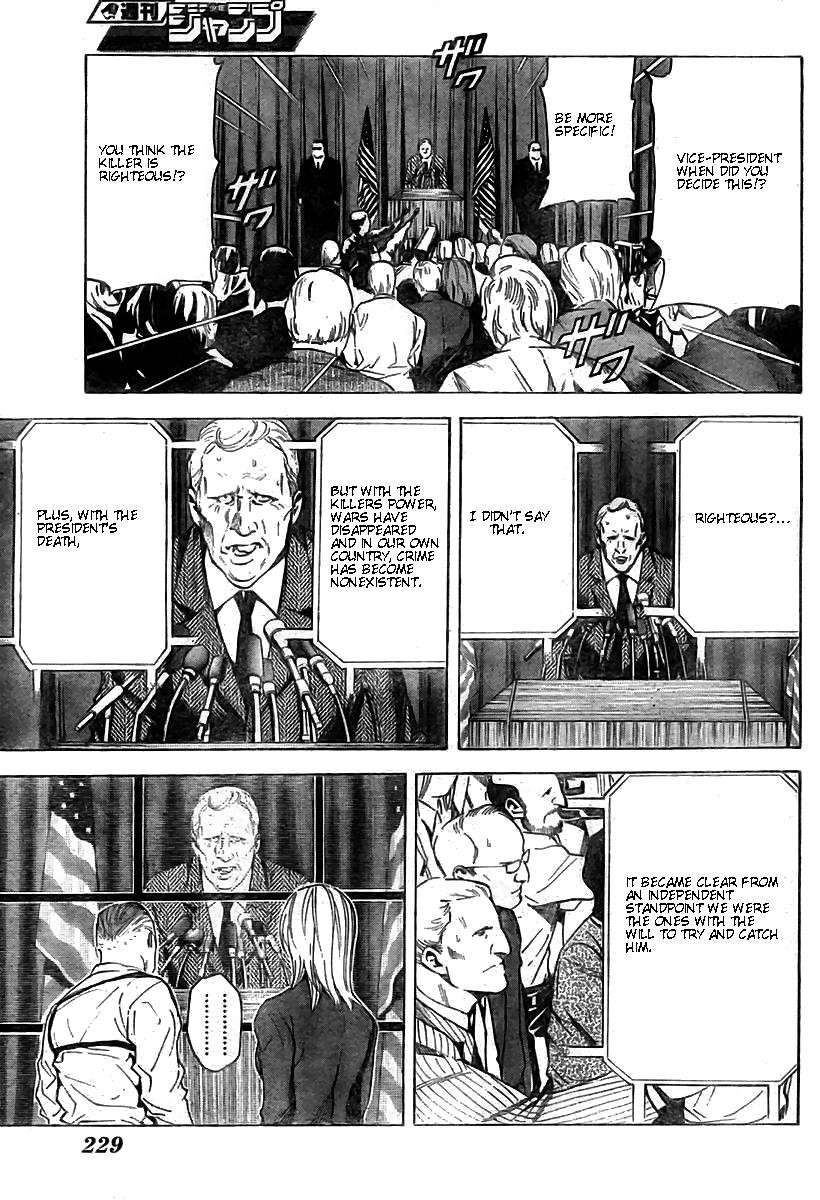 週刊
少年
ジャンプ
ザワ
VICE-PRESIDENT
WHEN DID YOU
DECIDE THIS!?
BE MORE
SPECIFIC!
YOU THINK THE
KILLER IS
RIGHTEOUS!?
ザワ
ザワ
RIGHTEOUS?...
I DIDN'T SAY
THAT.
BUT WITH THE
KILLERS POWER,
WARS HAVE
DISAPPEARED
AND IN OUR OWN
COUNTRY, CRIME
HAS BECOME
NONEXISTENT.
PLUS, WITH THE
PRESIDENT'S
DEATH,
IT BECAME CLEAR FROM
AN INDEPENDENT
STANDPOINT WE WERE
THE ONES WITH THE
WILL TO TRY AND CATCH
HIM.
229